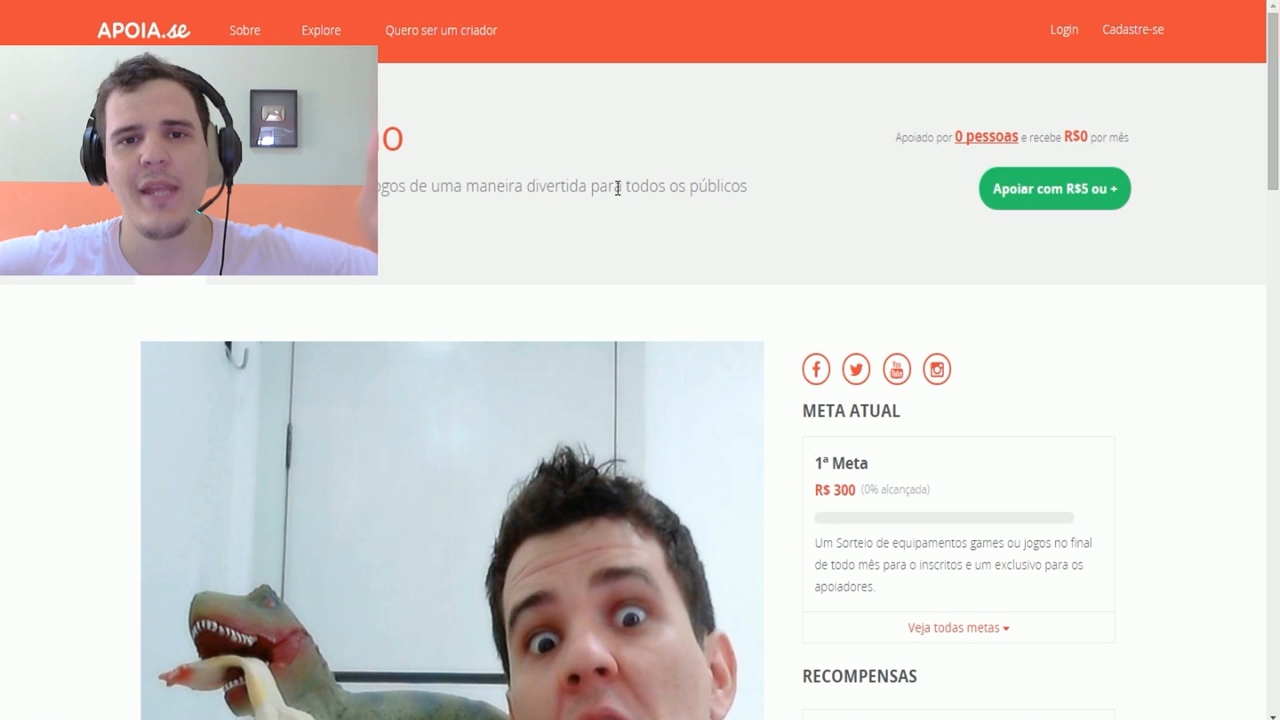 APOIA.se Sobre Explore Quero ser um criador Login Cadastre-se
Apoiado por 0 pessoas e recebe R$0 por mês
de uma maneira divertida para todos os públicos
Apoiar com R$5 ou +
META ATUAL
1ª Meta
R$ 300 (0% alcançada)
Um Sorteio de equipamentos games ou jogos no final
de todo mês para o inscritos e um exclusivo para os
apoiadores.
Veja todas metas
RECOMPENSAS